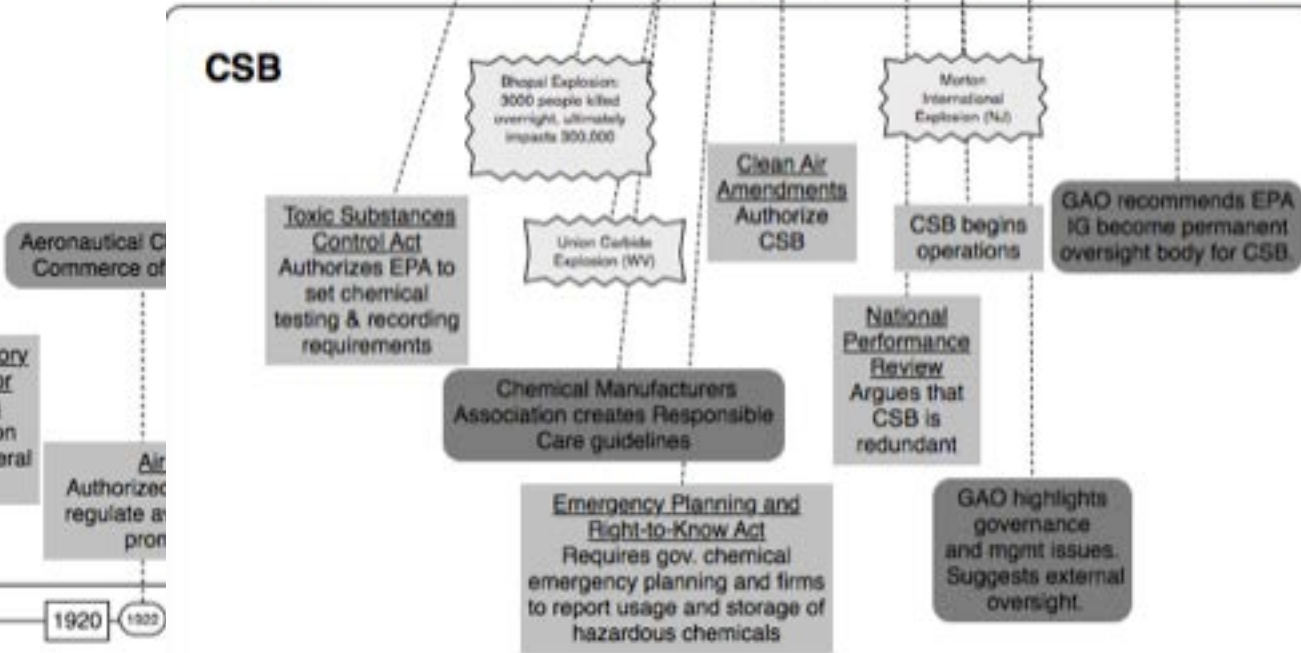 CSB
Bhopal Explosion:
3000 people killed
overnight, ultimately
impacts 300,000
Morton
International
Explosion (NJ)
Clean Air
Amendments
Authorize
CSB
Toxic Substances
Control Act
Authorizes EPA to
set chemical
testing & recording
requirements
GAO recommends EPA
IG become permanent
oversight body for CSB.
CSB begins
operations
Union Carbide
Explosion (WV)
Aeronautical C
Commerce of
National
Performance
Review
Argues that
CSB is
redundant
Chemical Manufacturers
Association creates Responsible
Care guidelines
ory
or
on
eral
Air
Authorized
regulate av
prom
Emergency Planning and
Right-to-Know Act
Requires gov. chemical
emergency planning and firms
to report usage and storage of
hazardous chemicals
GAO highlights
governance
and mgmt issues.
Suggests external
oversight.
1920
1922